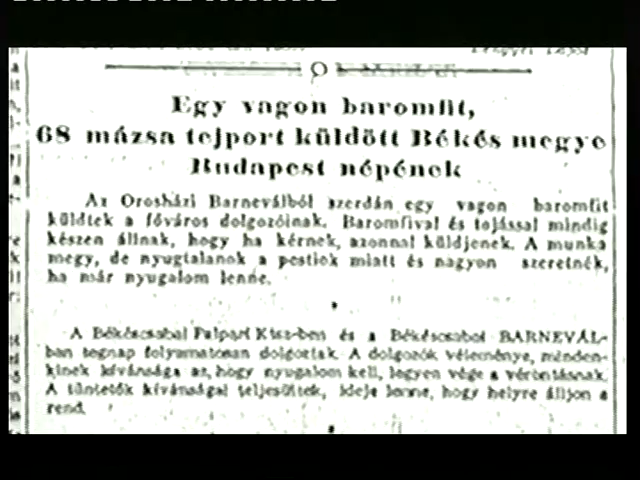 Egy vagon baromfit,
68 mázsa tejport küldött Békés megye
Budapest népének
Az Orosházi Barneválból szerdán egy vagon baromfit
küldtek a főváros dolgozóinak. Baromfival és tojással mindig
készen állnak, hogy ha kérnek, azonnal küldjenek. A munka
megy, de nyugtalanok a pestiek miatt és nagyon szeretnék,
ha már nyugalom lenne.
A Békéscsabai Falpari Ktsz-ben és a Békéscsabai BARNEVÁL-
ban tegnap folyamatosan dolgoztak. A dolgozók véleménye, minden-
kinek kívánsága az, hogy nyugalom kell, legyen vége a vérontásnak.
A tüntetők kívánságai teljesültek, ideje lenne, hogy helyre álljon a
rend.